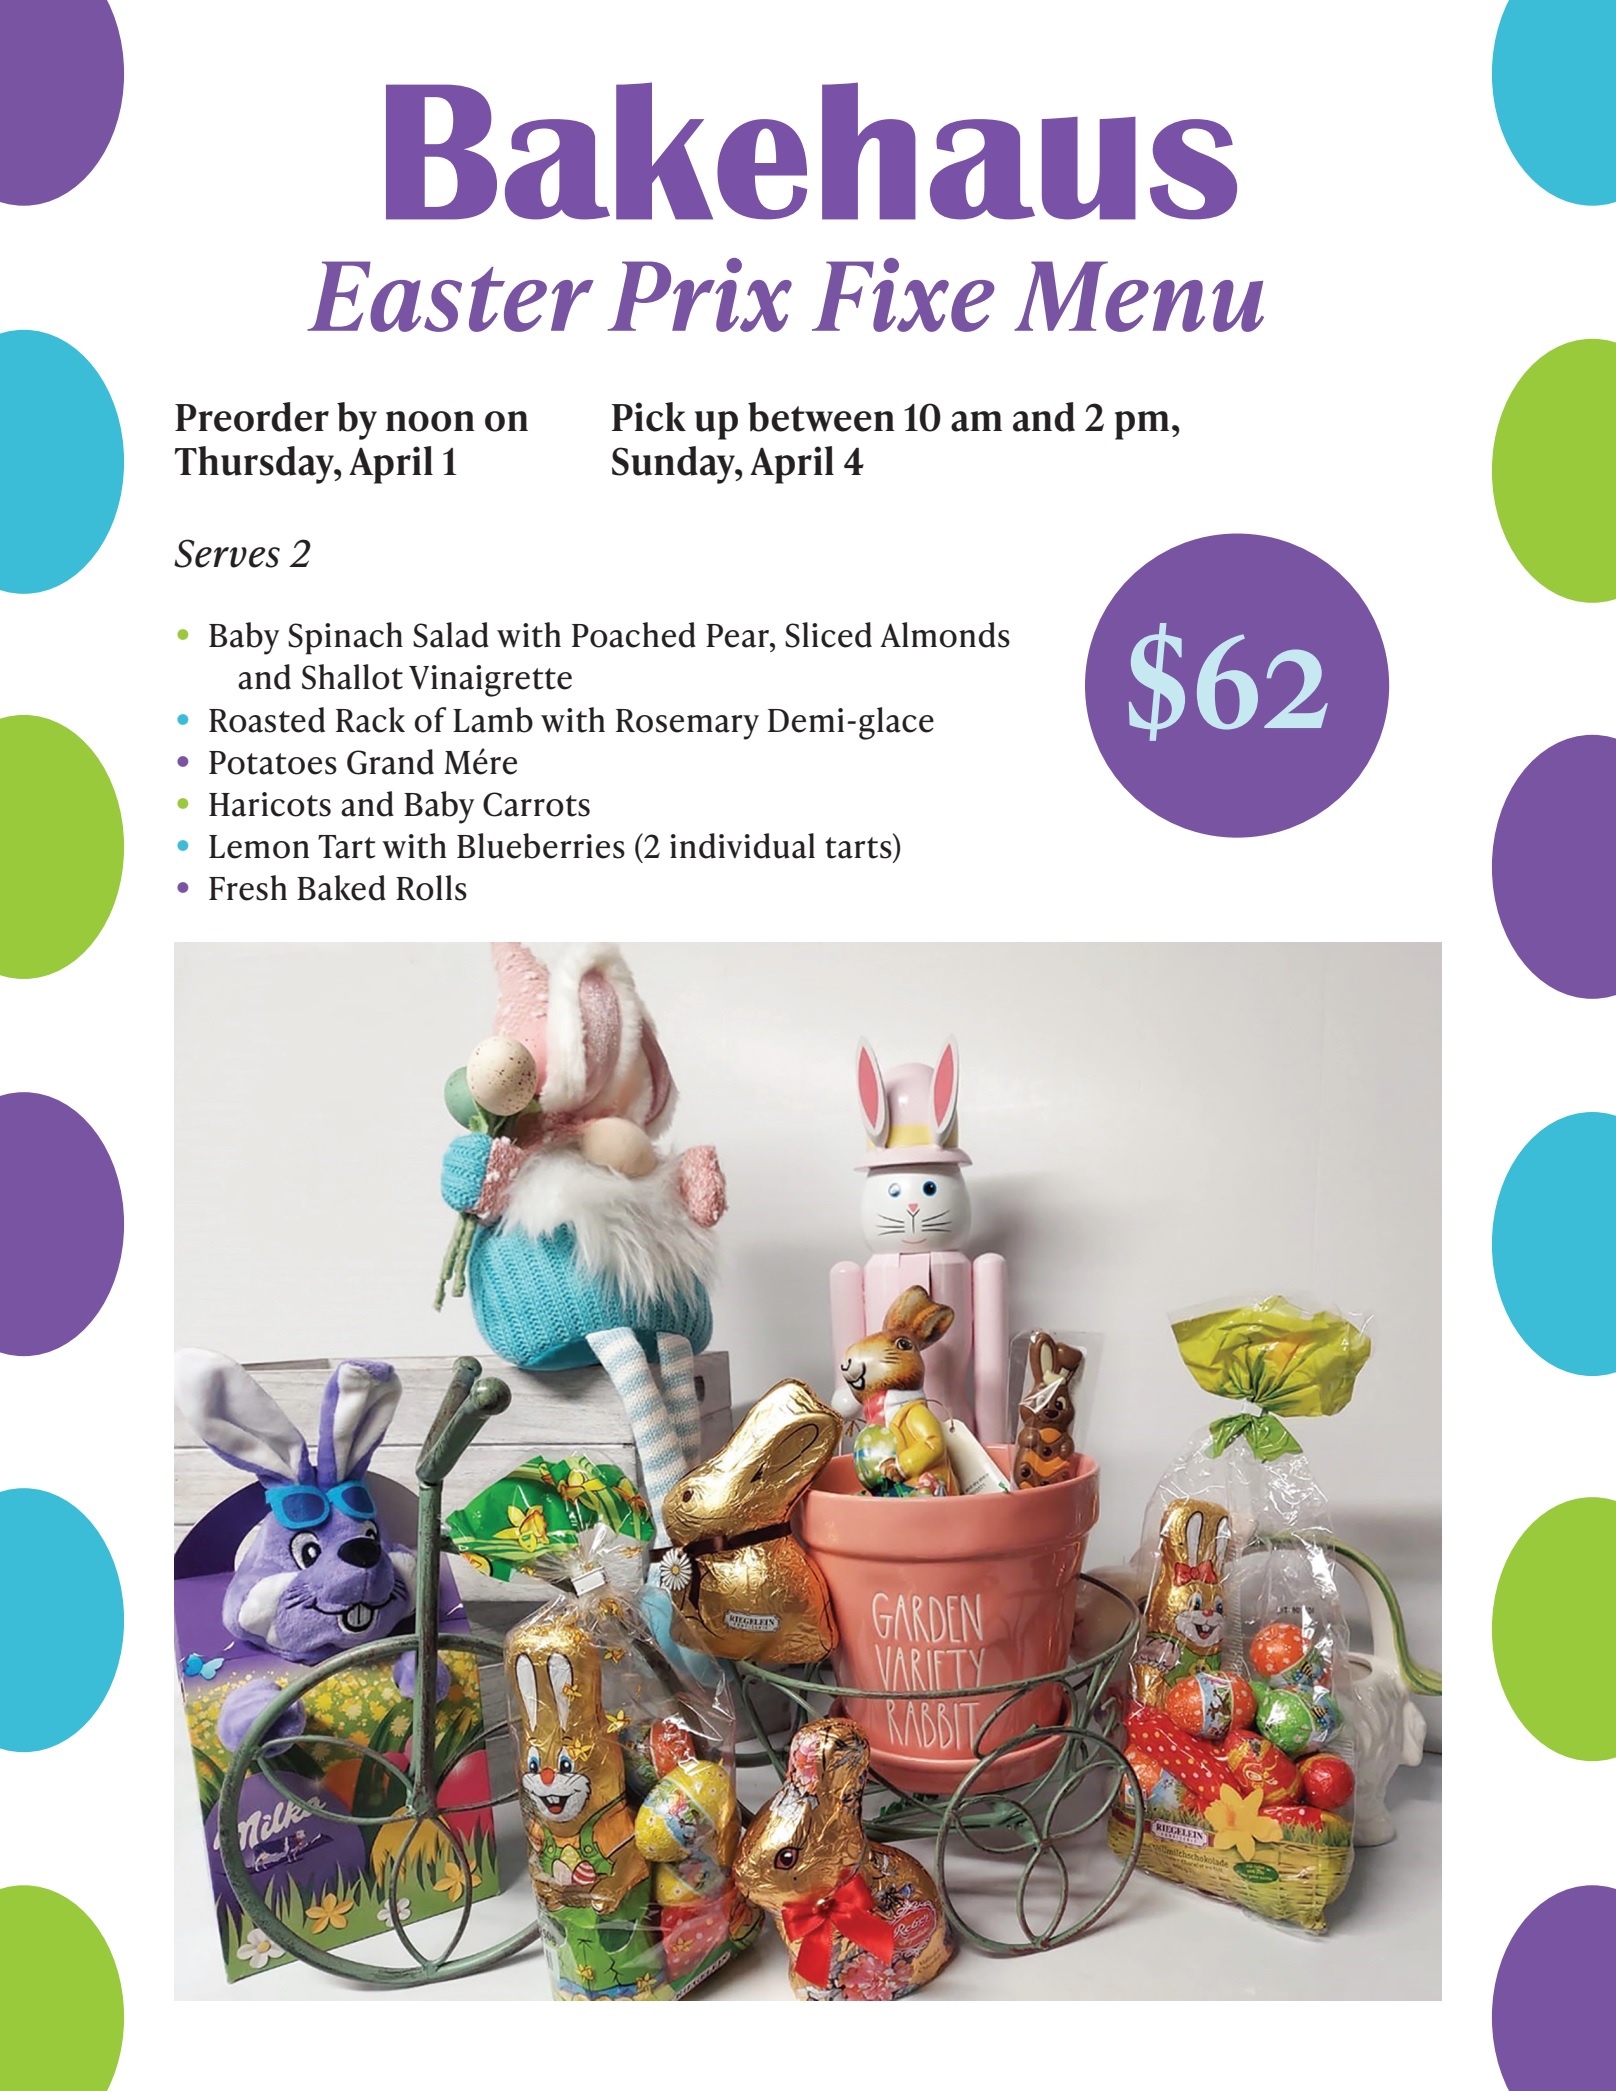 Bakehaus
Easter Prix Fixe Menu
Preorder by noon on
Thursday, April 1
Pick up between 10 am and 2 pm,
Sunday, April 4
Serves 2
• Baby Spinach Salad with Poached Pear, Sliced Almonds
and Shallot Vinaigrette
• Roasted Rack of Lamb with Rosemary Demi-glace
• Potatoes Grand Mére
• Haricots and Baby Carrots
• Lemon Tart with Blueberries (2 individual tarts)
• Fresh Baked Rolls
$62
RIEGELEIN
GARDEN
VARIETY
RABBIT
Milka
RIEGELEIN